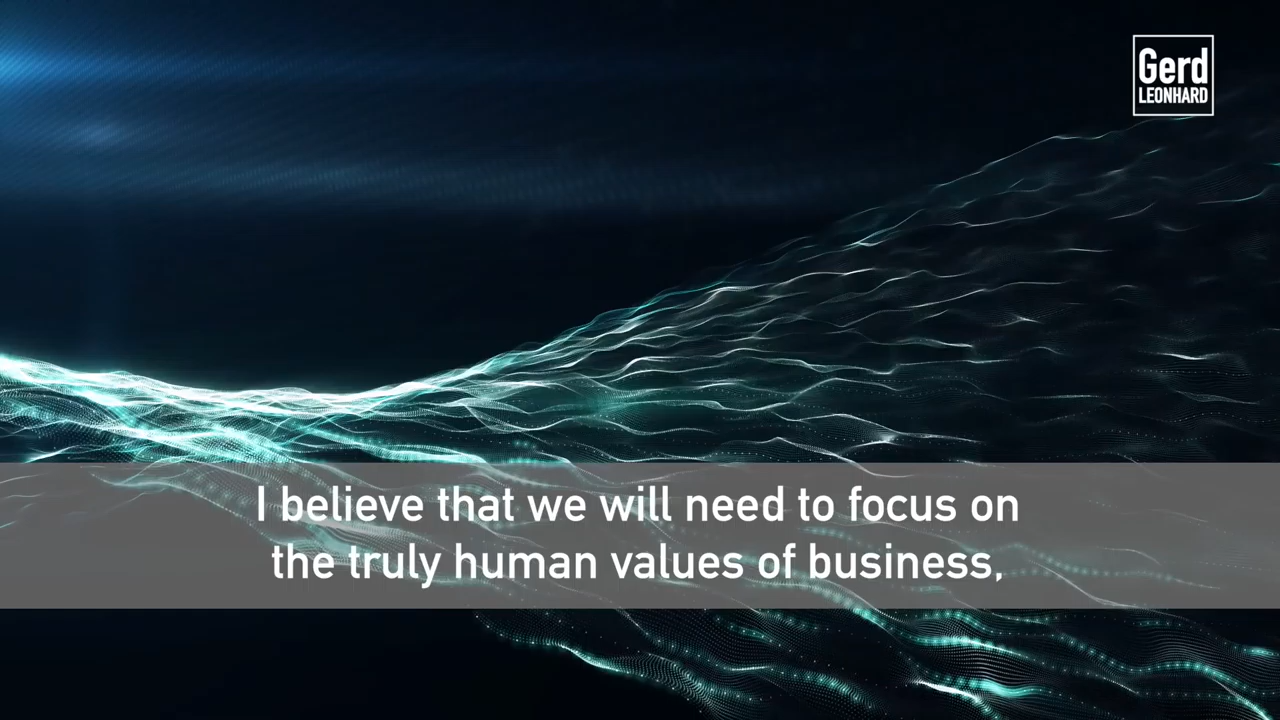 Gerd
LEONHARD
I believe that we will need to focus on
the truly human values of business,